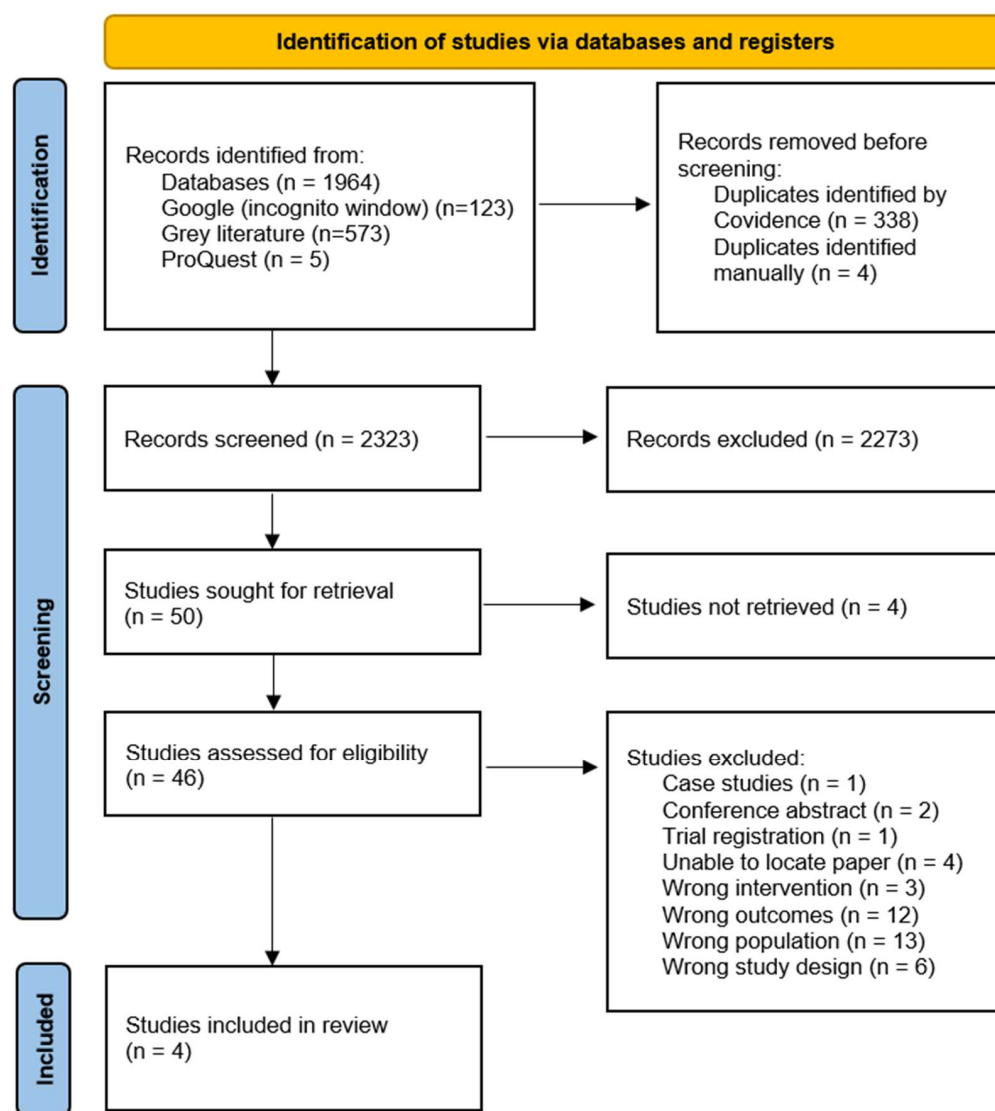 Identification of studies via databases and registers
Identification
Records identified from:
Databases (n = 1964)
Google (incognito window) (n=123)
Grey literature (n=573)
ProQuest (n = 5)
Records removed before
screening:
Duplicates identified by
Covidence (n = 338)
Duplicates identified
manually (n = 4)
Screening
Records screened (n = 2323)
Records excluded (n = 2273)
Studies sought for retrieval
(n = 50)
Studies not retrieved (n = 4)
Studies assessed for eligibility
(n = 46)
Studies excluded:
Case studies (n = 1)
Conference abstract (n = 2)
Trial registration (n = 1)
Unable to locate paper (n = 4)
Wrong intervention (n = 3)
Wrong outcomes (n = 12)
Wrong population (n = 13)
Wrong study design (n = 6)
Included
Studies included in review
(n = 4)